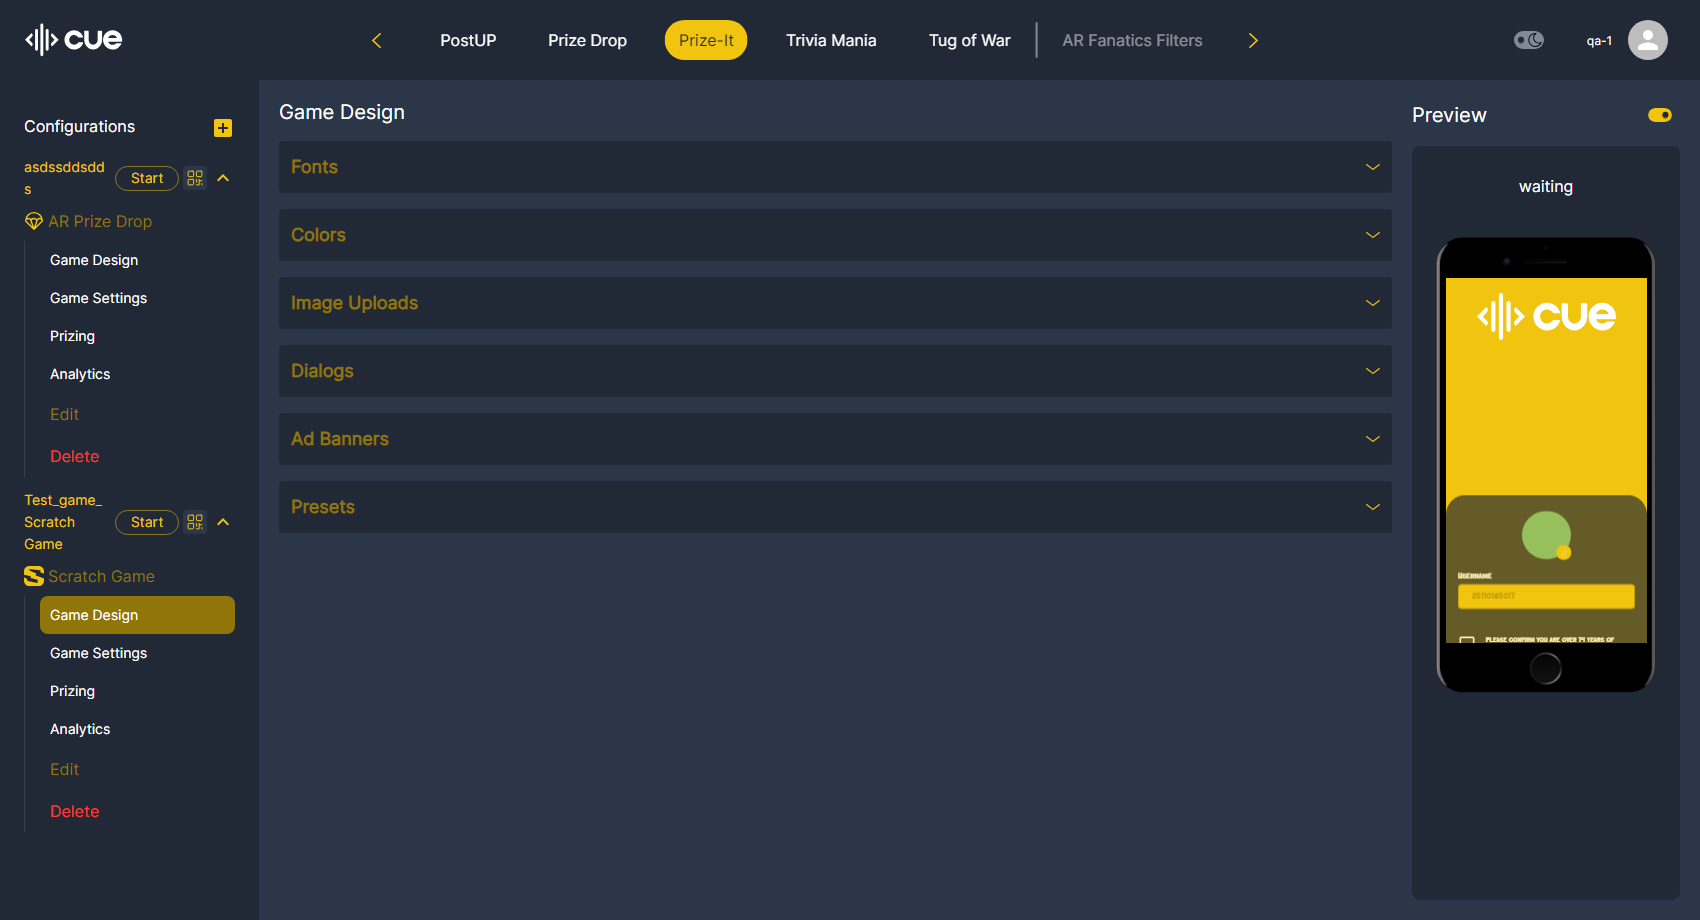 cue
PostUP
Prize Drop
Prize-It
Trivia Mania
Tug of War
AR Fanatics Filters
qa-1
Configurations
asdssddsdd
s
Start
AR Prize Drop
Game Design
Game Settings
Prizing
Analytics
Edit
Delete
Test_game_
Scratch
Game
Start
Scratch Game
Game Design
Game Settings
Prizing
Analytics
Edit
Delete
Game Design
Fonts
Colors
Image Uploads
Dialogs
Ad Banners
Presets
Preview
waiting
cue
Username
Please confirm you are over 14 years of